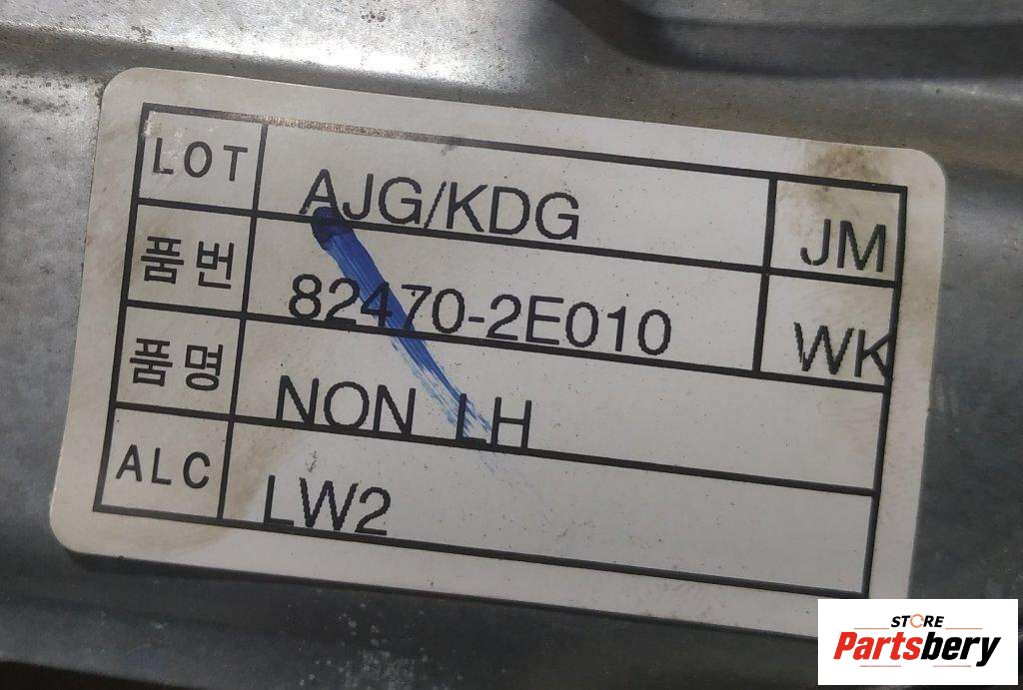 LOT AJG/KDG JM
품번 82470-2E010 WK
품명 NON LH
ALC LW2
STORE
Partsbery